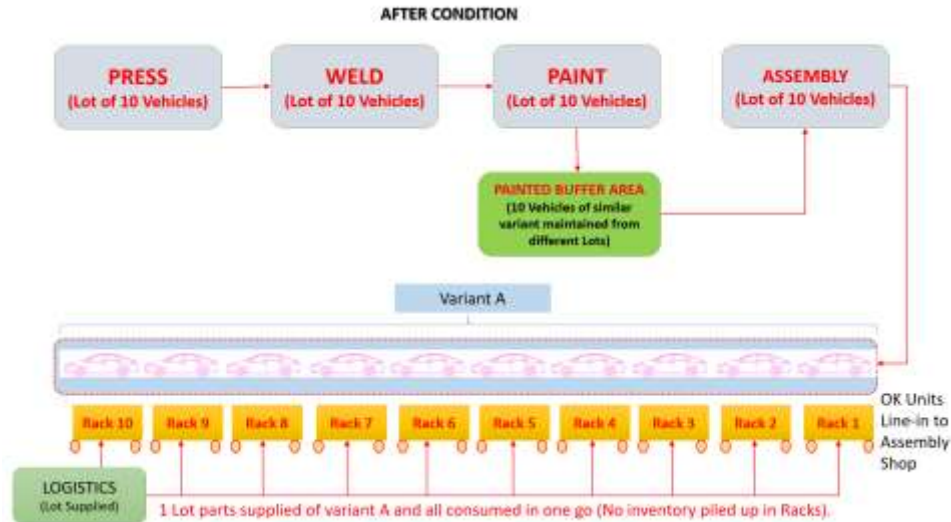 AFTER CONDITION
PRESS
(Lot of 10 Vehicles)
WELD
(Lot of 10 Vehicles)
PAINT
(Lot of 10 Vehicles)
ASSEMBLY
(Lot of 10 Vehicles)
PAINTED BUFFER AREA
(10 Vehicles of similar
variant maintained from
different Lots)
Variant A
Rack 10
Rack 9
Rack 8
Rack 7
Rack 6
Rack 5
Rack 4
Rack 3
Rack 2
Rack 1
OK Units
Line-in to
Assembly
Shop
LOGISTICS
(Lot Supplied)
1 Lot parts supplied of variant A and all consumed in one go (No inventory piled up in Racks).